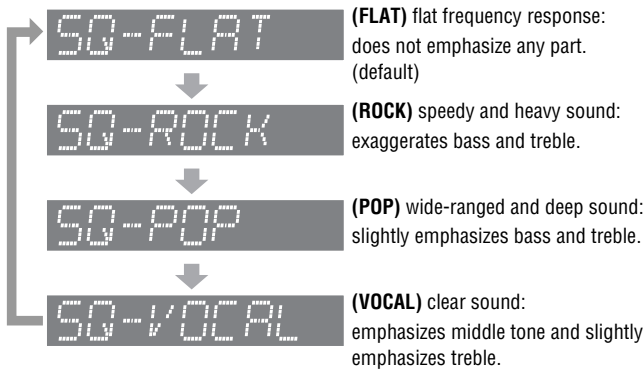 SQ-FLAT
(FLAT) flat frequency response:
does not emphasize any part.
(default)
SQ-ROCK
(ROCK) speedy and heavy sound:
exaggerates bass and treble.
SQ-POP
(POP) wide-ranged and deep sound:
slightly emphasizes bass and treble.
SQ-VOCAL
(VOCAL) clear sound:
emphasizes middle tone and slightly
emphasizes treble.